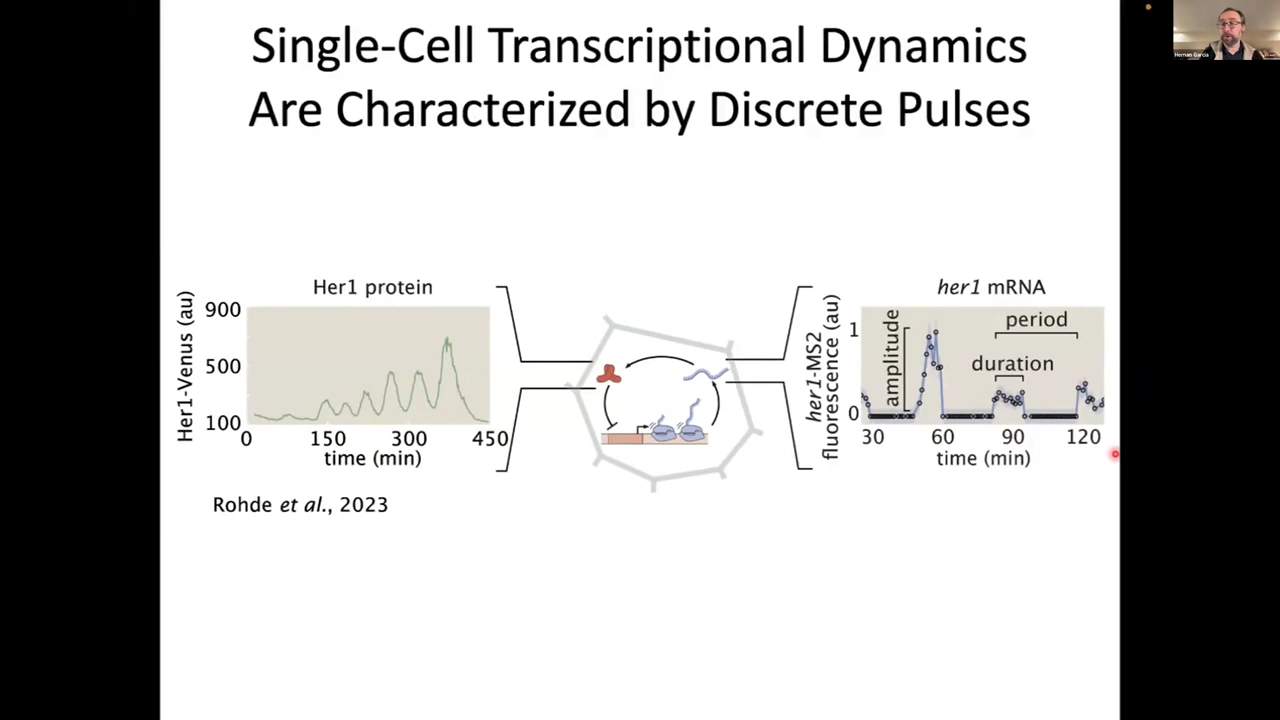 Single-Cell Transcriptional Dynamics
Are Characterized by Discrete Pulses
Hernan Garcia
Her1 protein
Her1-Venus (au)
900
500
100
0
150
300
450
time (min)
Rohde et al., 2023
her1 mRNA
her1-MS2
fluorescence (au)
1
0
amplitude
period
duration
30
60
90
120
time (min)